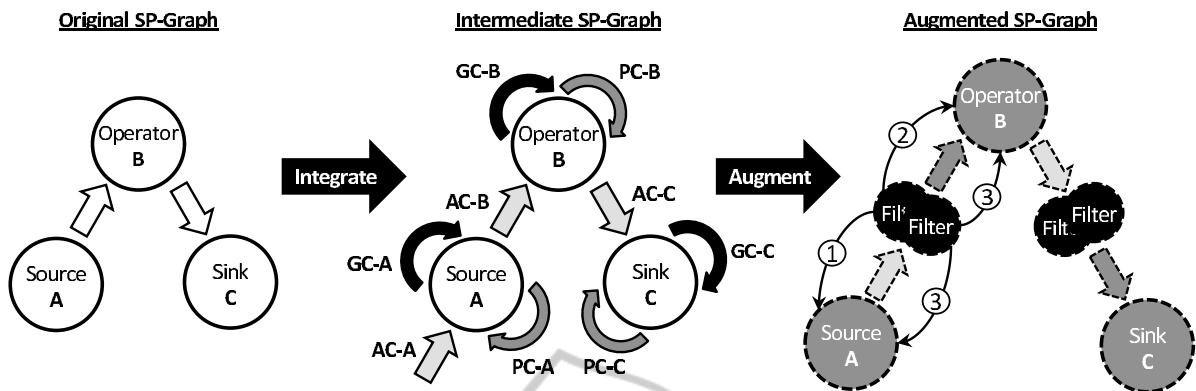 Original SP-Graph
Intermediate SP-Graph
Augmented SP-Graph
Operator
B
Source
A
Sink
C
Integrate
GC-B
PC-B
Operator
B
AC-B
AC-C
GC-A
Source
A
GC-C
Sink
C
AC-A
PC-A
PC-C
Augment
Operator
B
2
3
Filt
Filter
Filt
Filter
1
3
Source
A
Sink
C